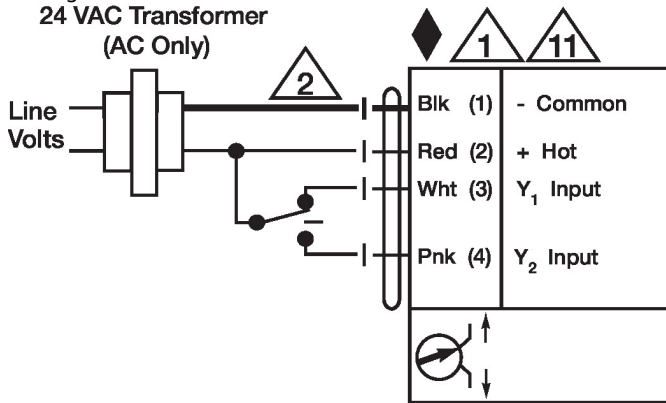 24 VAC Transformer
(AC Only)
1
11
2
Line
Volts
Blk (1) - Common
Red (2) + Hot
Wht (3) Y1 Input
Pnk (4) Y2 Input